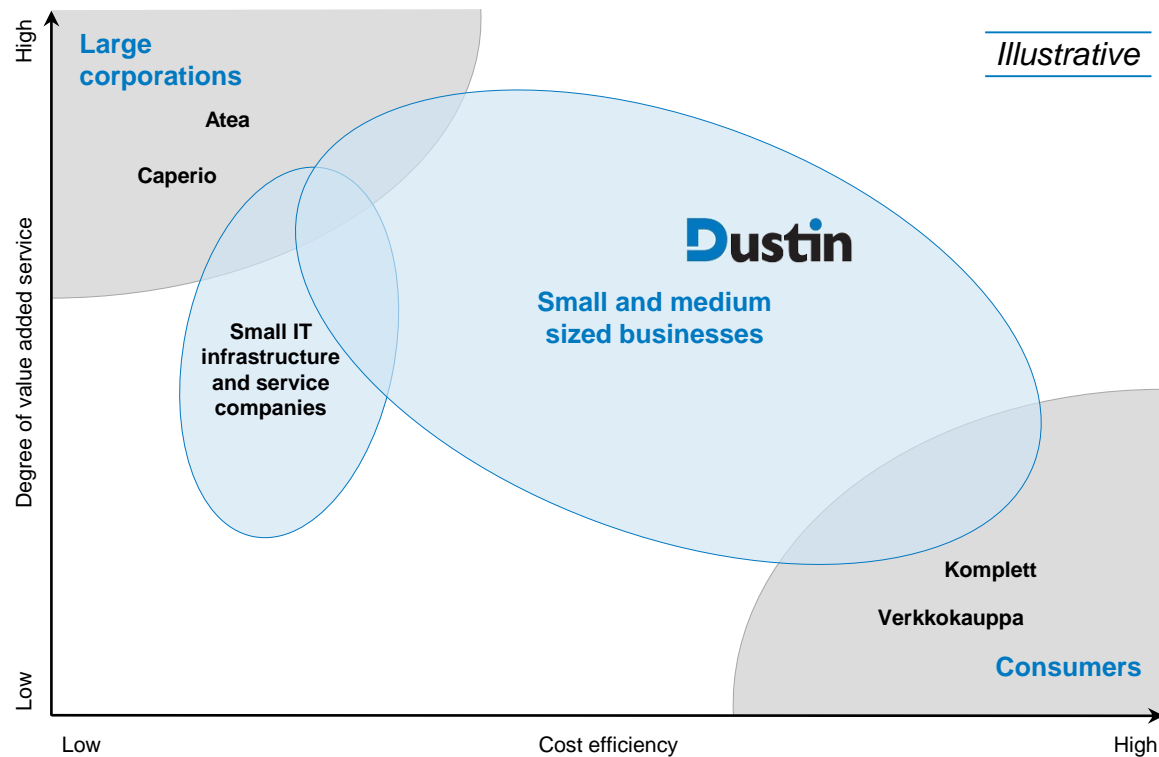 High
Large
corporations
Illustrative
Atea
Caperio
Dustin
Small and medium
sized businesses
Small IT
infrastructure
and service
companies
Degree of value added service
Komplett
Verkkokauppa
Consumers
Low
Low
Cost efficiency
High